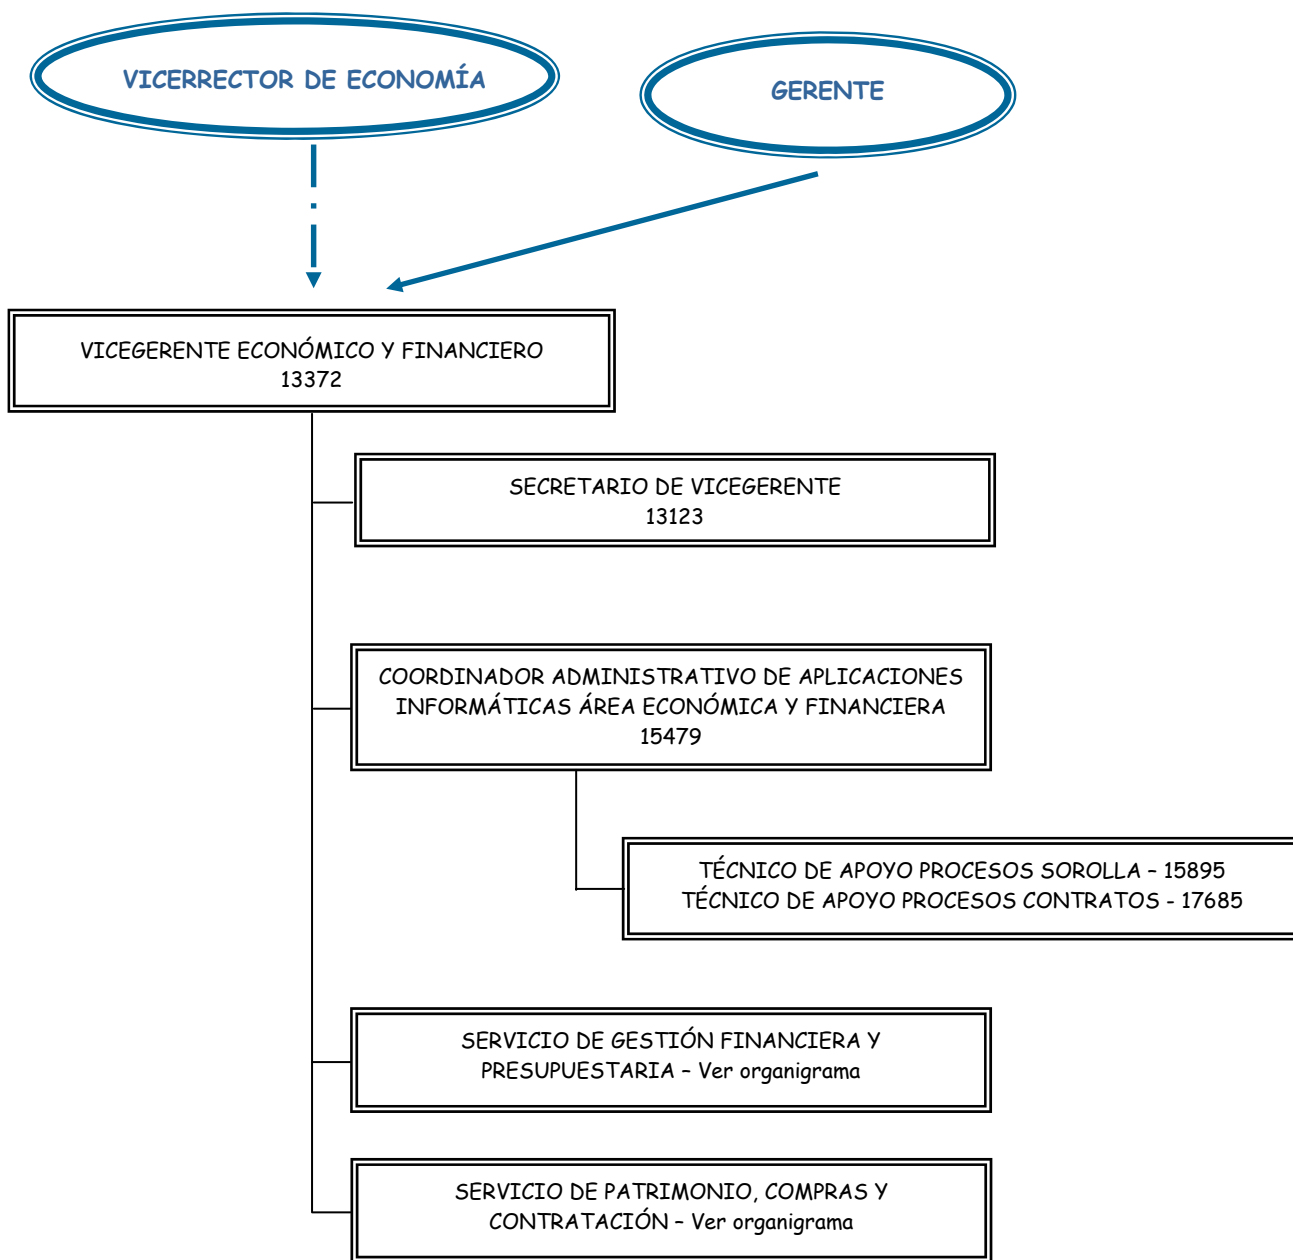 VICERRECTOR DE ECONOMÍA
GERENTE
VICEGERENTE ECONÓMICO Y FINANCIERO
13372
SECRETARIO DE VICEGERENTE
13123
COORDINADOR ADMINISTRATIVO DE APLICACIONES
INFORMÁTICAS ÁREA ECONÓMICA Y FINANCIERA
15479
TÉCNICO DE APOYO PROCESOS SOROLLA – 15895
TÉCNICO DE APOYO PROCESOS CONTRATOS - 17685
SERVICIO DE GESTIÓN FINANCIERA Y
PRESUPUESTARIA – Ver organigrama
SERVICIO DE PATRIMONIO, COMPRAS Y
CONTRATACIÓN – Ver organigrama